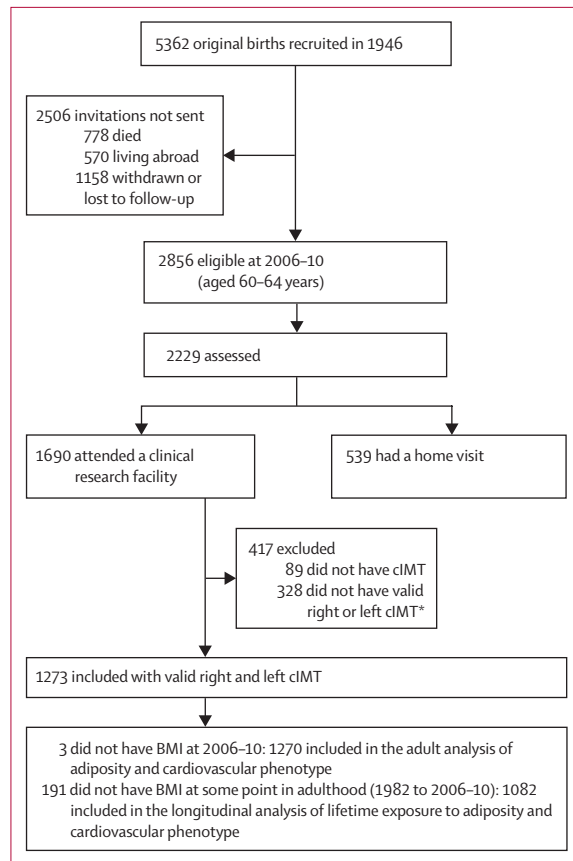 5362 original births recruited in 1946
2506 invitations not sent
778 died
570 living abroad
1158 withdrawn or
lost to follow-up
2856 eligible at 2006–10
(aged 60–64 years)
2229 assessed
1690 attended a clinical
research facility
539 had a home visit
417 excluded
89 did not have cIMT
328 did not have valid
right or left cIMT*
1273 included with valid right and left cIMT
3 did not have BMI at 2006–10: 1270 included in the adult analysis of
adiposity and cardiovascular phenotype
191 did not have BMI at some point in adulthood (1982 to 2006–10): 1082
included in the longitudinal analysis of lifetime exposure to adiposity and
cardiovascular phenotype